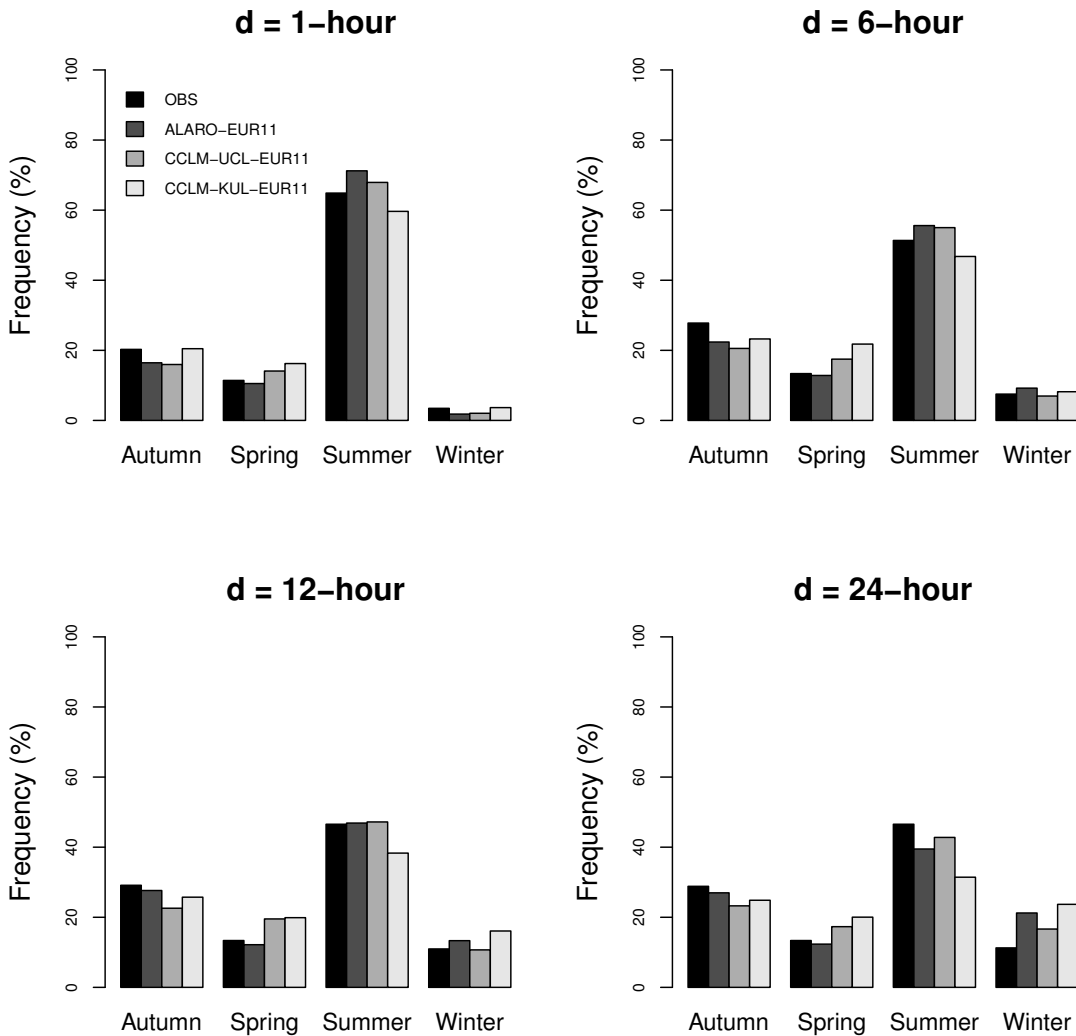 d = 1−hour
Frequency (%)
0
20
40
60
80
100
OBS
ALARO−EUR11
CCLM−UCL−EUR11
CCLM−KUL−EUR11
Autumn Spring Summer Winter
d = 6−hour
Frequency (%)
0
20
40
60
80
100
Autumn Spring Summer Winter
d = 12−hour
Frequency (%)
0
20
40
60
80
100
Autumn Spring Summer Winter
d = 24−hour
Frequency (%)
0
20
40
60
80
100
Autumn Spring Summer Winter